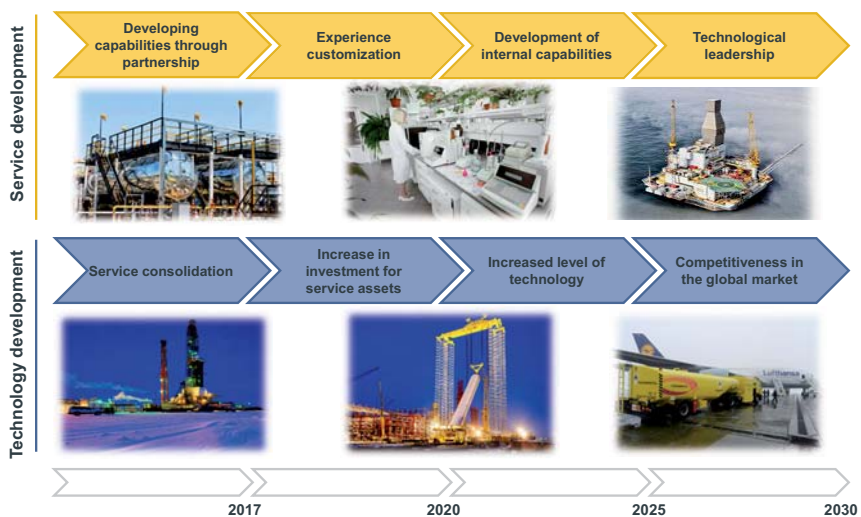 Service development
Developing
capabilities through
partnership
Experience
customization
Development of
internal capabilities
Technological
leadership
Technology development
Service consolidation
Increase in
investment for
service assets
Increased level of
technology
Competitiveness in
the global market
Lufthansa
2017
2020
2025
2030